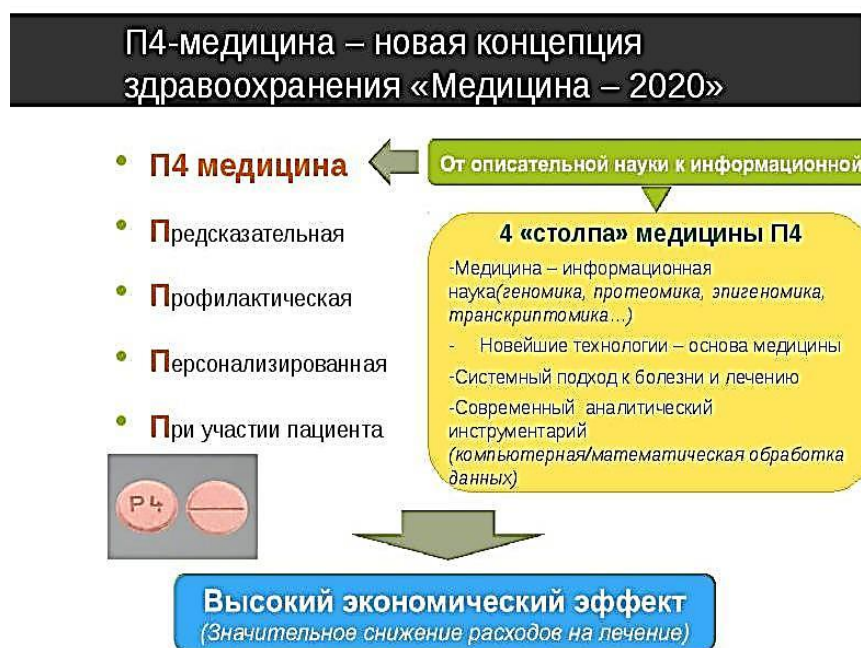 П4-медицина – новая концепция
здравоохранения «Медицина – 2020»
• П4 медицина
От описательной науки к информационной
• Предсказательная
• Профилактическая
• Персонализированная
• При участии пациента
4 «столпа» медицины П4
-Медицина – информационная
наука(геномика, протеомика, эпигеномика,
транскриптомика…)
- Новейшие технологии – основа медицины
-Системный подход к болезни и лечению
-Современный аналитический
инструментарий
(компьютерная/математическая обработка
данных)
P4
Высокий экономический эффект
(Значительное снижение расходов на лечение)